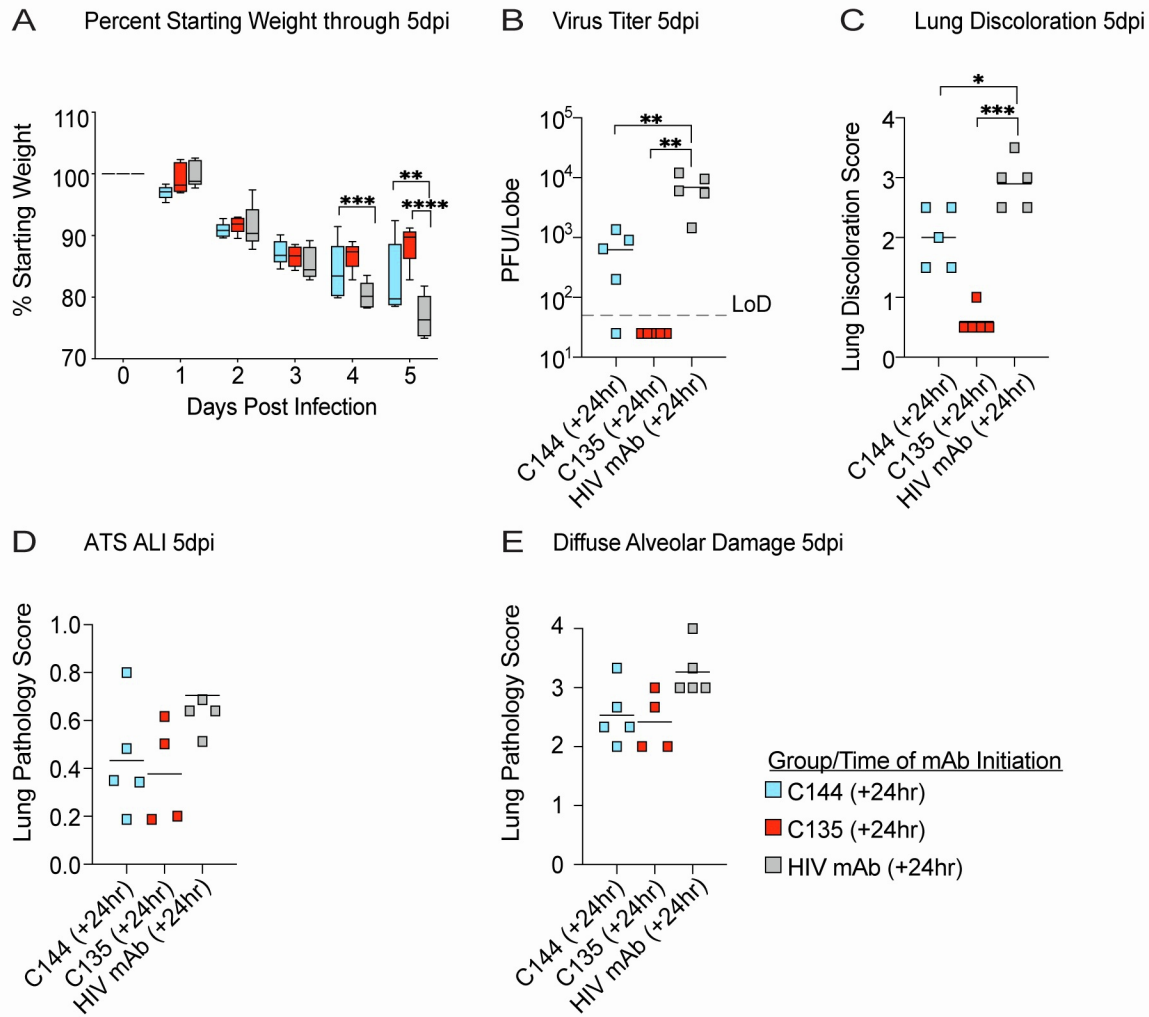 A Percent Starting Weight through 5dpi
% Starting Weight
110
100
90
80
70
** 
*** ****
0 1 2 3 4 5
Days Post Infection
B Virus Titer 5dpi
PFU/Lobe
10^5
10^4
10^3
10^2
10^1
**
**
LoD
C144 (+24hr)
C135 (+24hr)
HIV mAb (+24hr)
C Lung Discoloration 5dpi
Lung Discoloration Score
4
3
2
1
0
*
***
C144 (+24hr)
C135 (+24hr)
HIV mAb (+24hr)
D ATS ALI 5dpi
Lung Pathology Score
1.0
0.8
0.6
0.4
0.2
0.0
C144 (+24hr)
C135 (+24hr)
HIV mAb (+24hr)
E Diffuse Alveolar Damage 5dpi
Lung Pathology Score
4
3
2
1
0
C144 (+24hr)
C135 (+24hr)
HIV mAb (+24hr)
Group/Time of mAb Initiation
C144 (+24hr)
C135 (+24hr)
HIV mAb (+24hr)